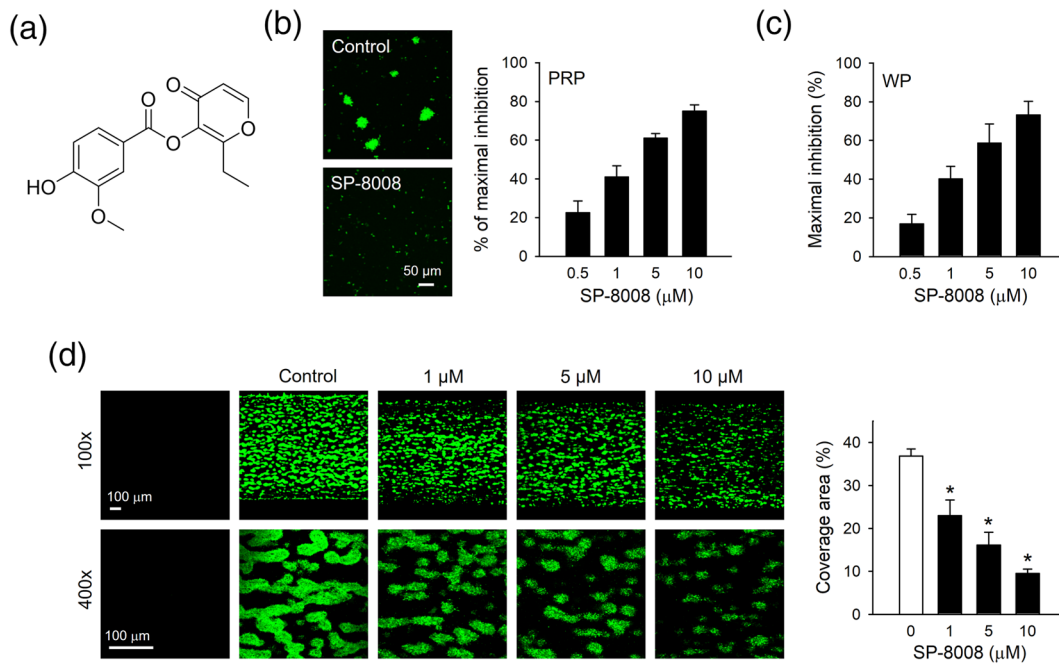 (a)
O
O
O
O
HO
O
(b)
Control
SP-8008
50 μm
PRP
% of maximal inhibition
100
80
60
40
20
0
0.5 1 5 10
SP-8008 (μM)
(c)
WP
Maximal inhibition (%)
100
80
60
40
20
0
0.5 1 5 10
SP-8008 (μM)
(d)
Control 1 μM 5 μM 10 μM
100x
100 μm
400x
100 μm
Coverage area (%)
40
30
20
10
0
* * *
0 1 5 10
SP-8008 (μM)